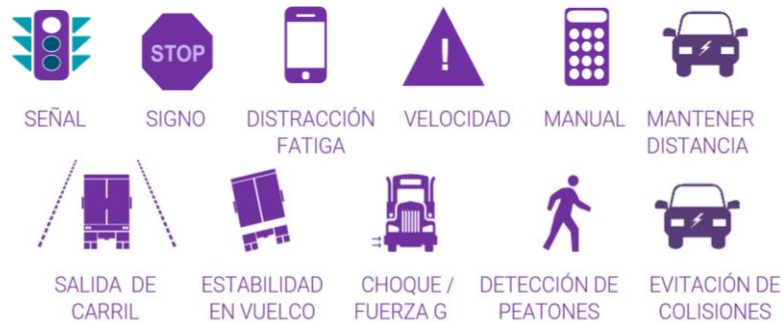 STOP
SEÑAL
SIGNO
DISTRACCIÓN
FATIGA
VELOCIDAD
MANUAL
MANTENER
DISTANCIA
SALIDA DE
CARRIL
ESTABILIDAD
EN VUELCO
CHOQUE /
FUERZA G
DETECCIÓN DE
PEATONES
EVITACIÓN DE
COLISIONES